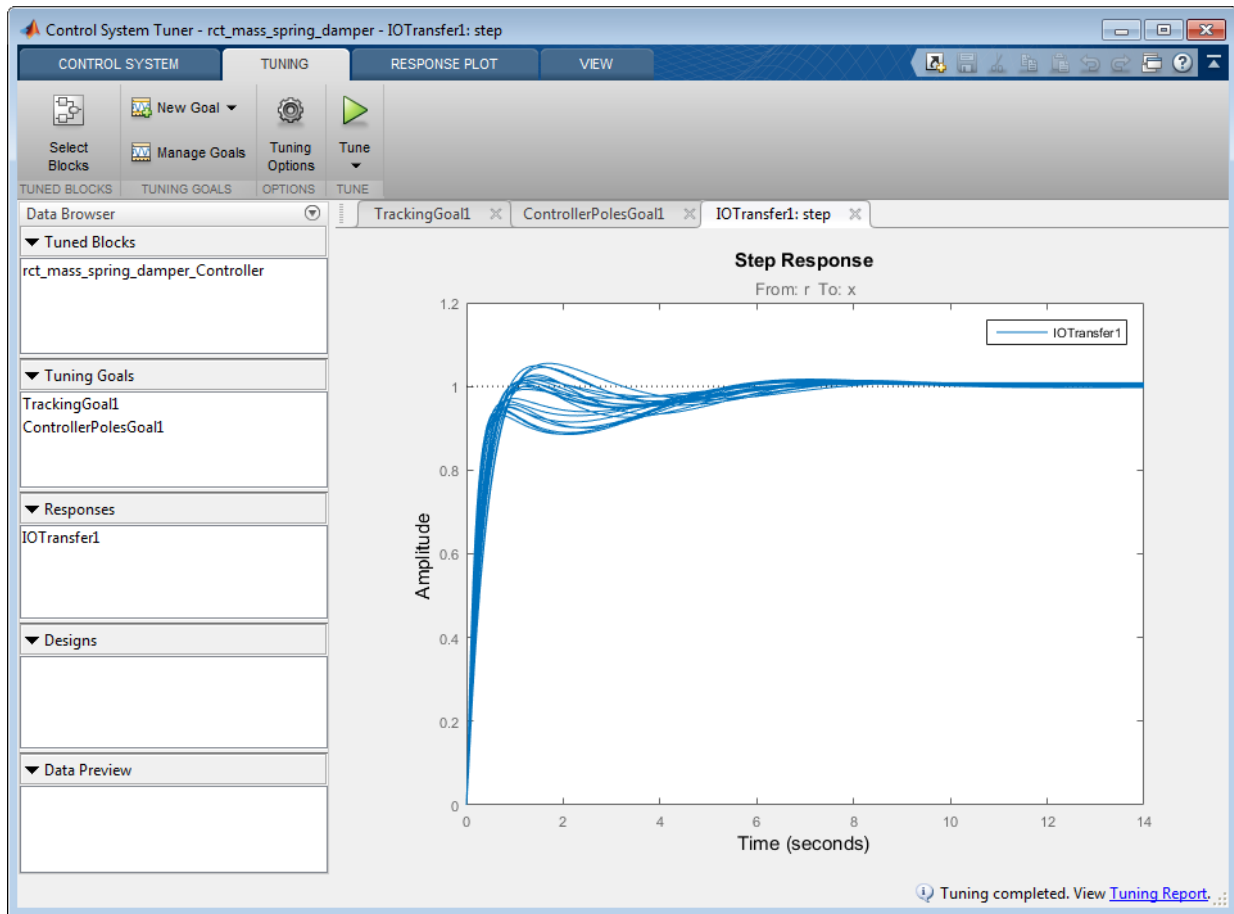 Control System Tuner - rct_mass_spring_damper - IOTransfer1: step
CONTROL SYSTEM TUNING RESPONSE PLOT VIEW
Select Blocks
New Goal
Manage Goals
Tuning Options
Tune
TUNED BLOCKS TUNING GOALS OPTIONS TUNE
Data Browser
TrackingGoal1 ControllerPolesGoal1 IOTransfer1: step
Tuned Blocks
rct_mass_spring_damper_Controller
Tuning Goals
TrackingGoal1
ControllerPolesGoal1
Responses
IOTransfer1
Designs
Data Preview
Step Response
From: r To: x
IOTransfer1
1.2
1
0.8
0.6
0.4
0.2
0
Amplitude
0 2 4 6 8 10 12 14
Time (seconds)
Tuning completed. View Tuning Report.